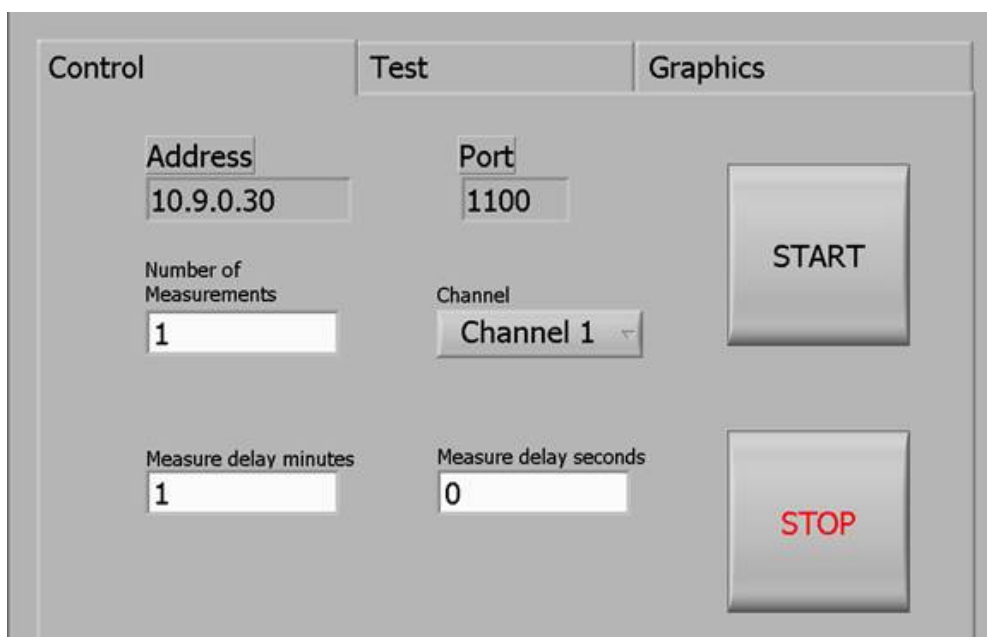 Control
Test
Graphics
Address
10.9.0.30
Port
1100
Number of
Measurements
1
Channel
Channel 1
START
Measure delay minutes
1
Measure delay seconds
0
STOP